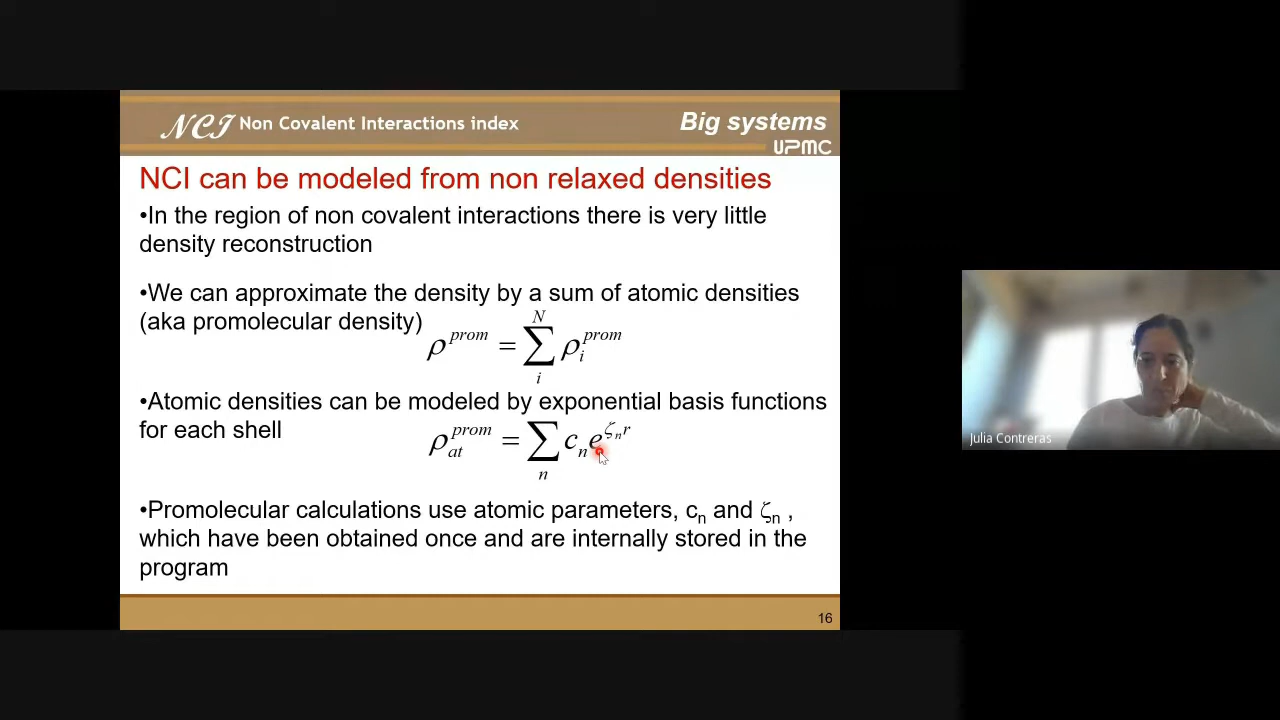 NCI Non Covalent Interactions index
Big systems
UPMC
NCI can be modeled from non relaxed densities
•In the region of non covalent interactions there is very little
density reconstruction
•We can approximate the density by a sum of atomic densities
(aka promolecular density)
ρ^prom = ∑_i^N ρ_i^prom
•Atomic densities can be modeled by exponential basis functions
for each shell
ρ_at^prom = ∑_n c_n e^{ζ_n r}
•Promolecular calculations use atomic parameters, c_n and ζ_n ,
which have been obtained once and are internally stored in the
program
16
Julia Contreras